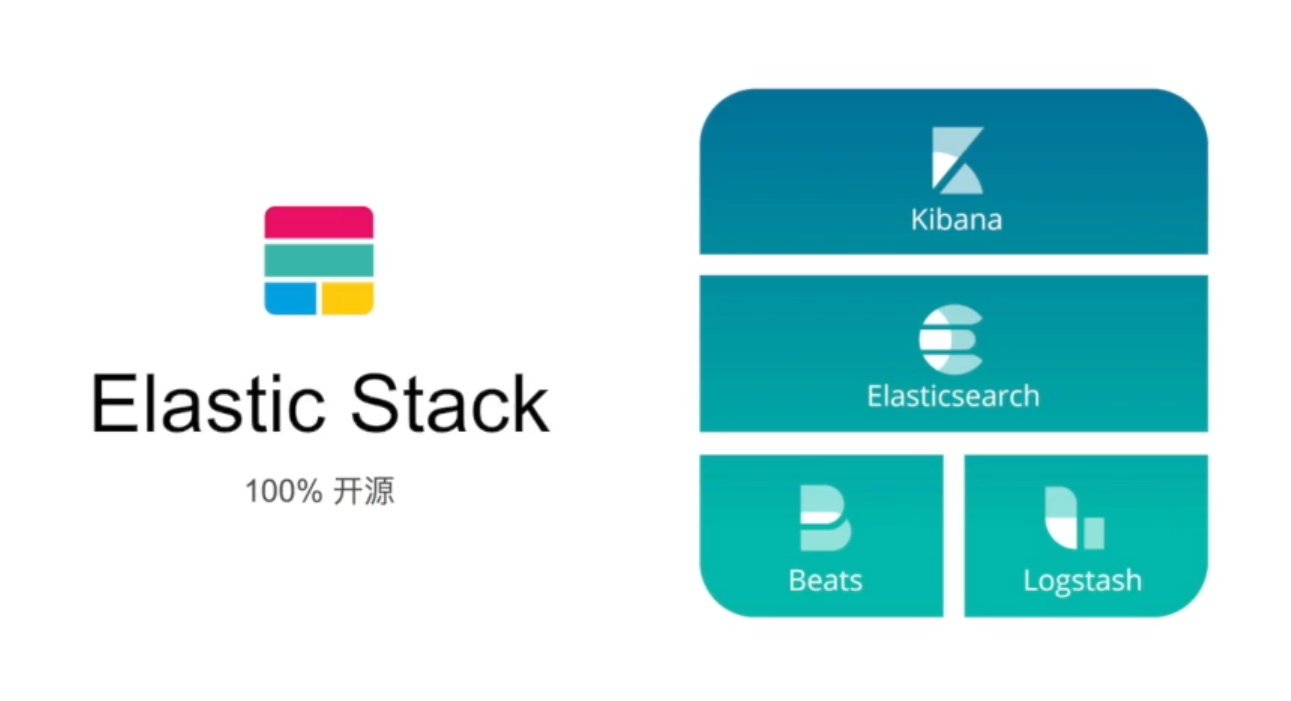 Elastic Stack
100% 开源
Kibana
Elasticsearch
Beats
Logstash